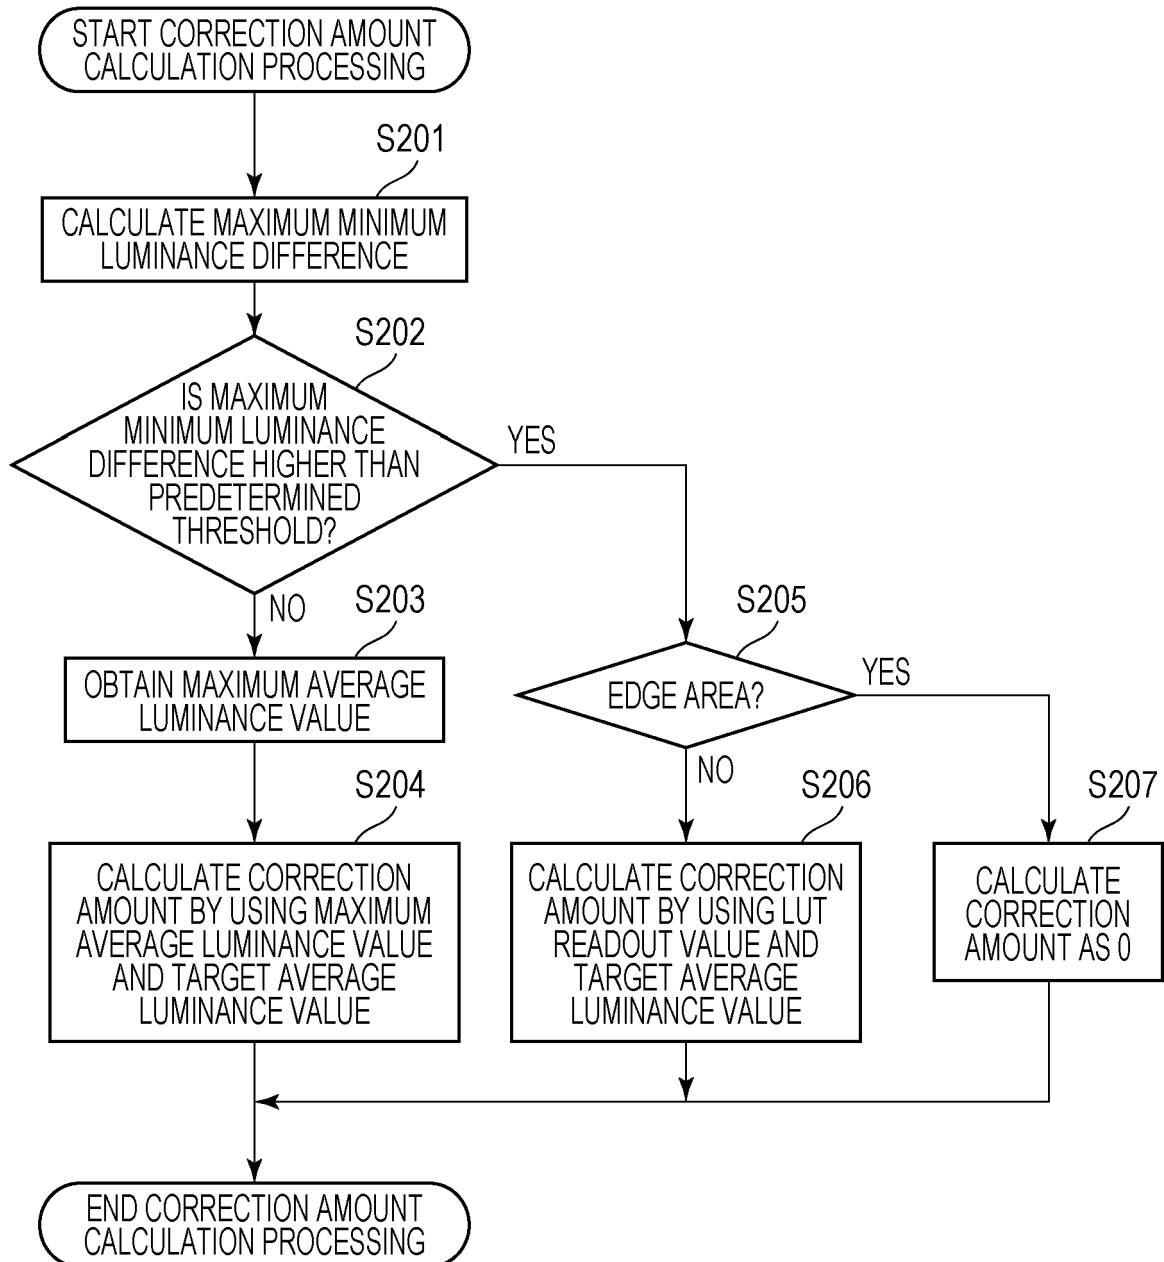 START CORRECTION AMOUNT
CALCULATION PROCESSING
S201
CALCULATE MAXIMUM MINIMUM
LUMINANCE DIFFERENCE
S202
IS MAXIMUM
MINIMUM LUMINANCE
DIFFERENCE HIGHER THAN
PREDETERMINED
THRESHOLD?
YES
NO
S203
OBTAIN MAXIMUM AVERAGE
LUMINANCE VALUE
S205
EDGE AREA?
YES
NO
S204
CALCULATE CORRECTION
AMOUNT BY USING MAXIMUM
AVERAGE LUMINANCE VALUE
AND TARGET AVERAGE
LUMINANCE VALUE
S206
CALCULATE CORRECTION
AMOUNT BY USING LUT
READOUT VALUE AND
TARGET AVERAGE
LUMINANCE VALUE
S207
CALCULATE
CORRECTION
AMOUNT AS 0
END CORRECTION AMOUNT
CALCULATION PROCESSING